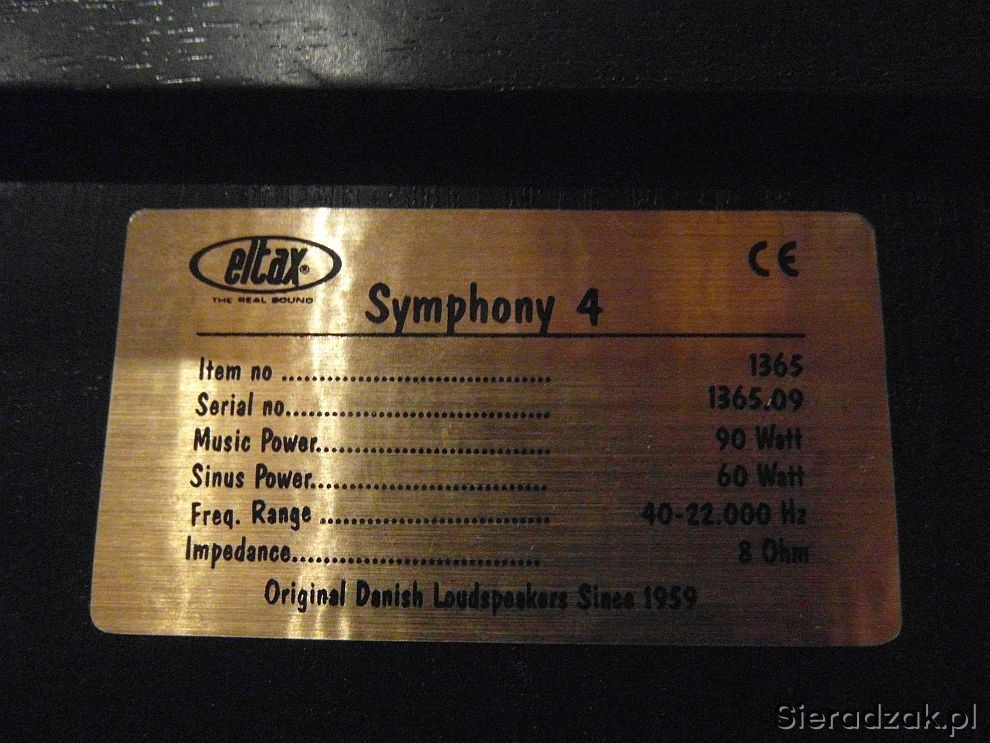 eltax®
THE REAL SOUND
CE
Symphony 4
Item no .................................... 1365
Serial no................................... 1365.09
Music Power............................... 90 Watt
Sinus Power............................... 60 Watt
Freq. Range ............................... 40-22.000 Hz
Impedance................................. 8 Ohm
Original Danish Loudspeakers Since 1959
Sieradzak.pl